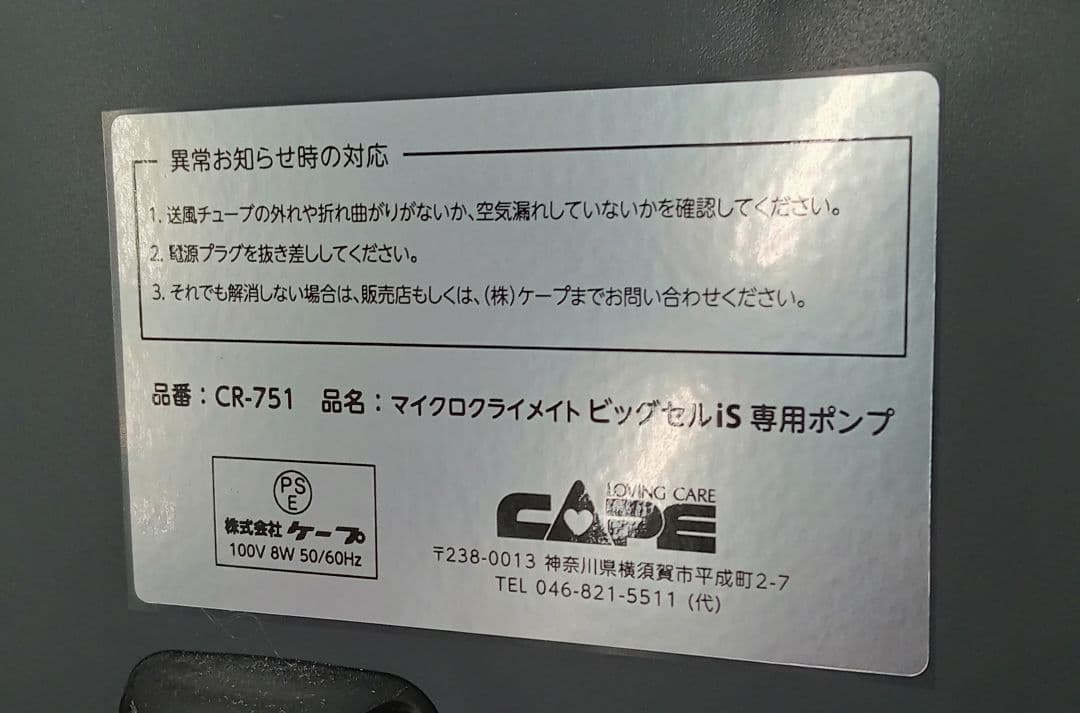 異常お知らせ時の対応
1. 送風チューブの外れや折れ曲がりがないか、空気漏れしていないかを確認してください。
2. 電源プラグを抜き差ししてください。
3. それでも解消しない場合は、販売店もしくは、(株)ケープまでお問い合わせください。
品番：CR-751 品名：マイクロクライメイト ビッグセルiS 専用ポンプ
PS
E
株式会社 ケープ
100V 8W 50/60Hz
LOVING CARE
CAPE
〒238-0013 神奈川県横須賀市平成町2-7
TEL 046-821-5511 (代)